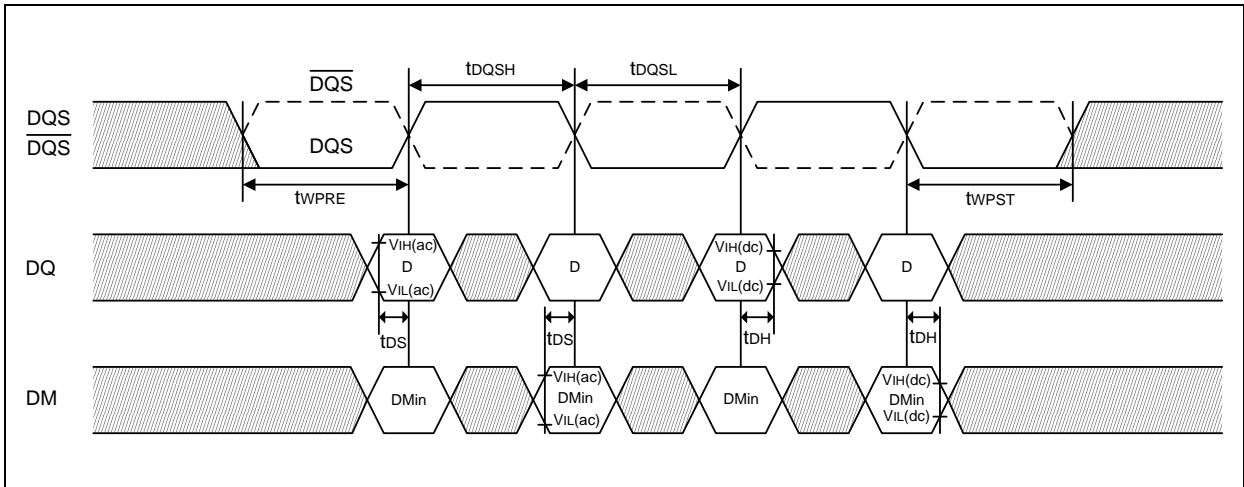 tDQSH
tDQSL
DQS
DQS
DQS
DQS
tWPRE
tWPST
DQ
VIH(ac)
D
VIL(ac)
D
VIH(dc)
D
VIL(dc)
D
tDS
tDS
tDH
tDH
DM
DMin
VIH(ac)
DMin
VIL(ac)
DMin
VIH(dc)
DMin
VIL(dc)